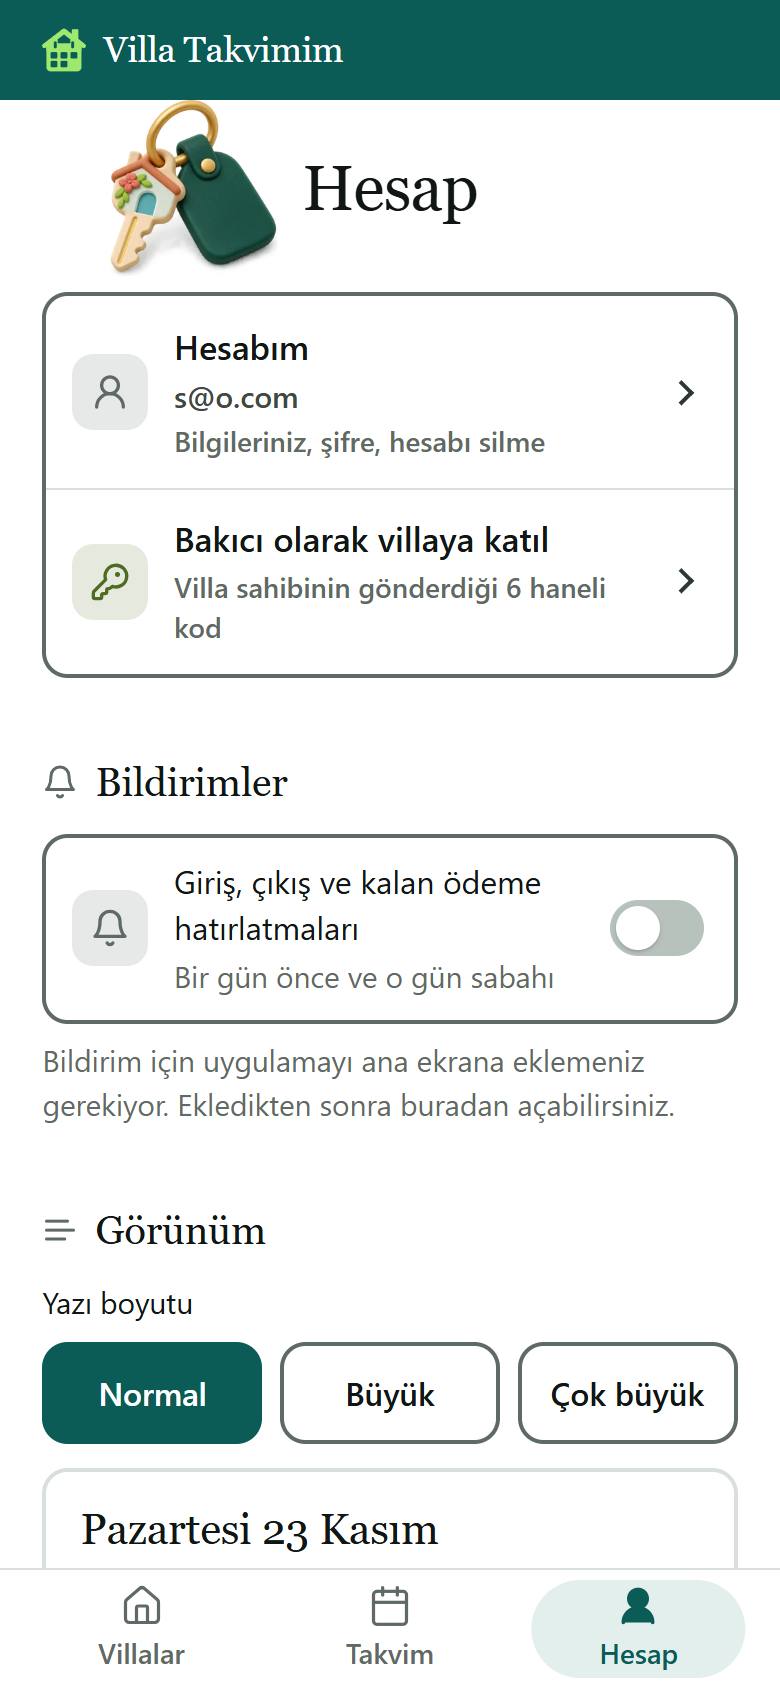 Villa Takvimim
Hesap
Hesabım
s@o.com
Bilgileriniz, şifre, hesabı silme
Bakıcı olarak villaya katıl
Villa sahibinin gönderdiği 6 haneli
kod
Bildirimler
Giriş, çıkış ve kalan ödeme
hatırlatmaları
Bir gün önce ve o gün sabahı
Bildirim için uygulamayı ana ekrana eklemeniz
gerekiyor. Ekledikten sonra buradan açabilirsiniz.
Görünüm
Yazı boyutu
Normal
Büyük
Çok büyük
Pazartesi 23 Kasım
Villalar
Takvim
Hesap